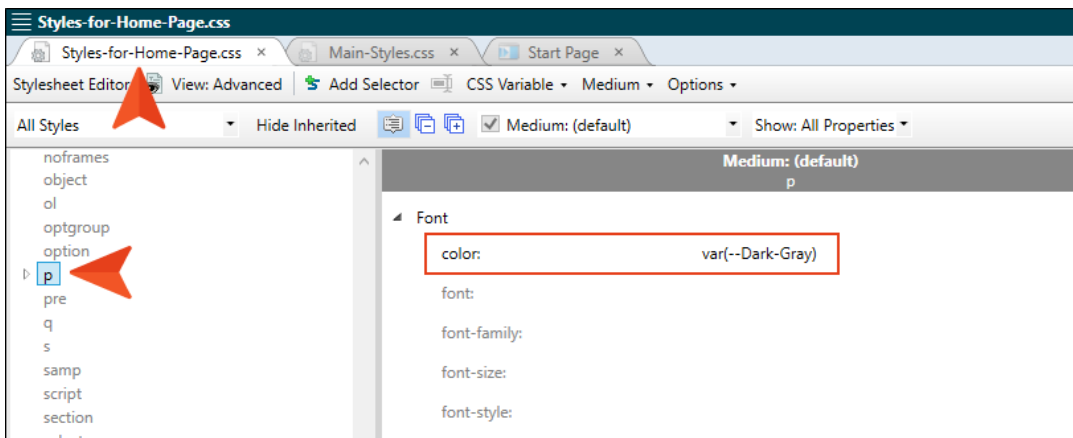 Styles-for-Home-Page.css
Styles-for-Home-Page.css × Main-Styles.css × Start Page ×
Stylesheet Editor View: Advanced Add Selector CSS Variable Medium Options
All Styles Hide Inherited Medium: (default) Show: All Properties
noframes
object
ol
optgroup
option
p
pre
q
s
samp
script
section
Medium: (default)
p
Font
color: var(--Dark-Gray)
font:
font-family:
font-size:
font-style: